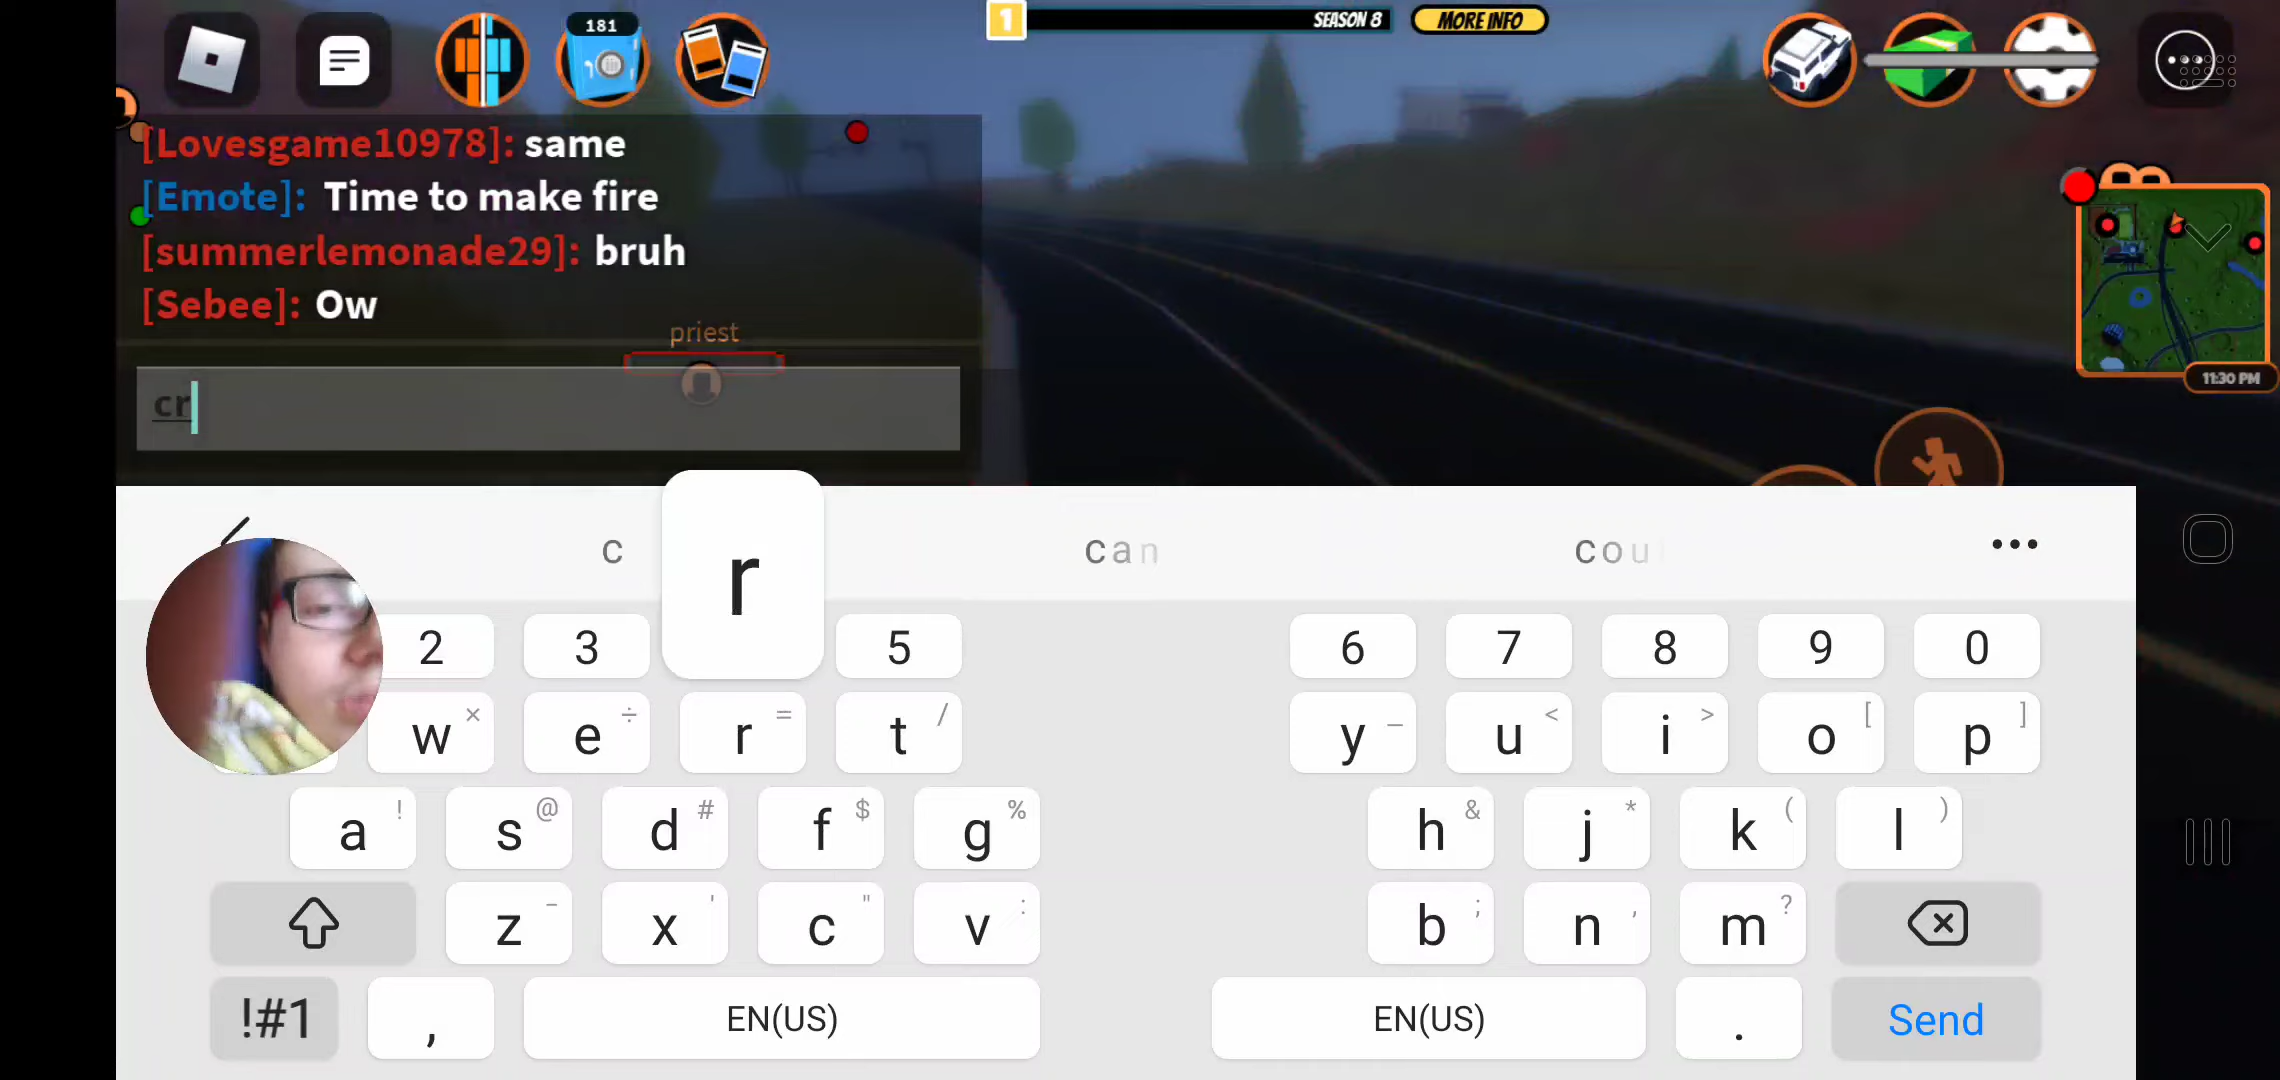 181
1
SEASON 8
MORE INFO
[Lovesgame10978]: same
[Emote]: Time to make fire
[summerlemonade29]: bruh
[Sebee]: Ow
priest
cr
11:30 PM
c
r
can
cou
2 3 5 6 7 8 9 0
w × e ÷ r = t / y _ u < i > o [ p ]
a ! s @ d # f $ g % h & j * k ( l )
z - x ' c " v : b ; n , m ?
!#1 , EN(US) EN(US) . Send